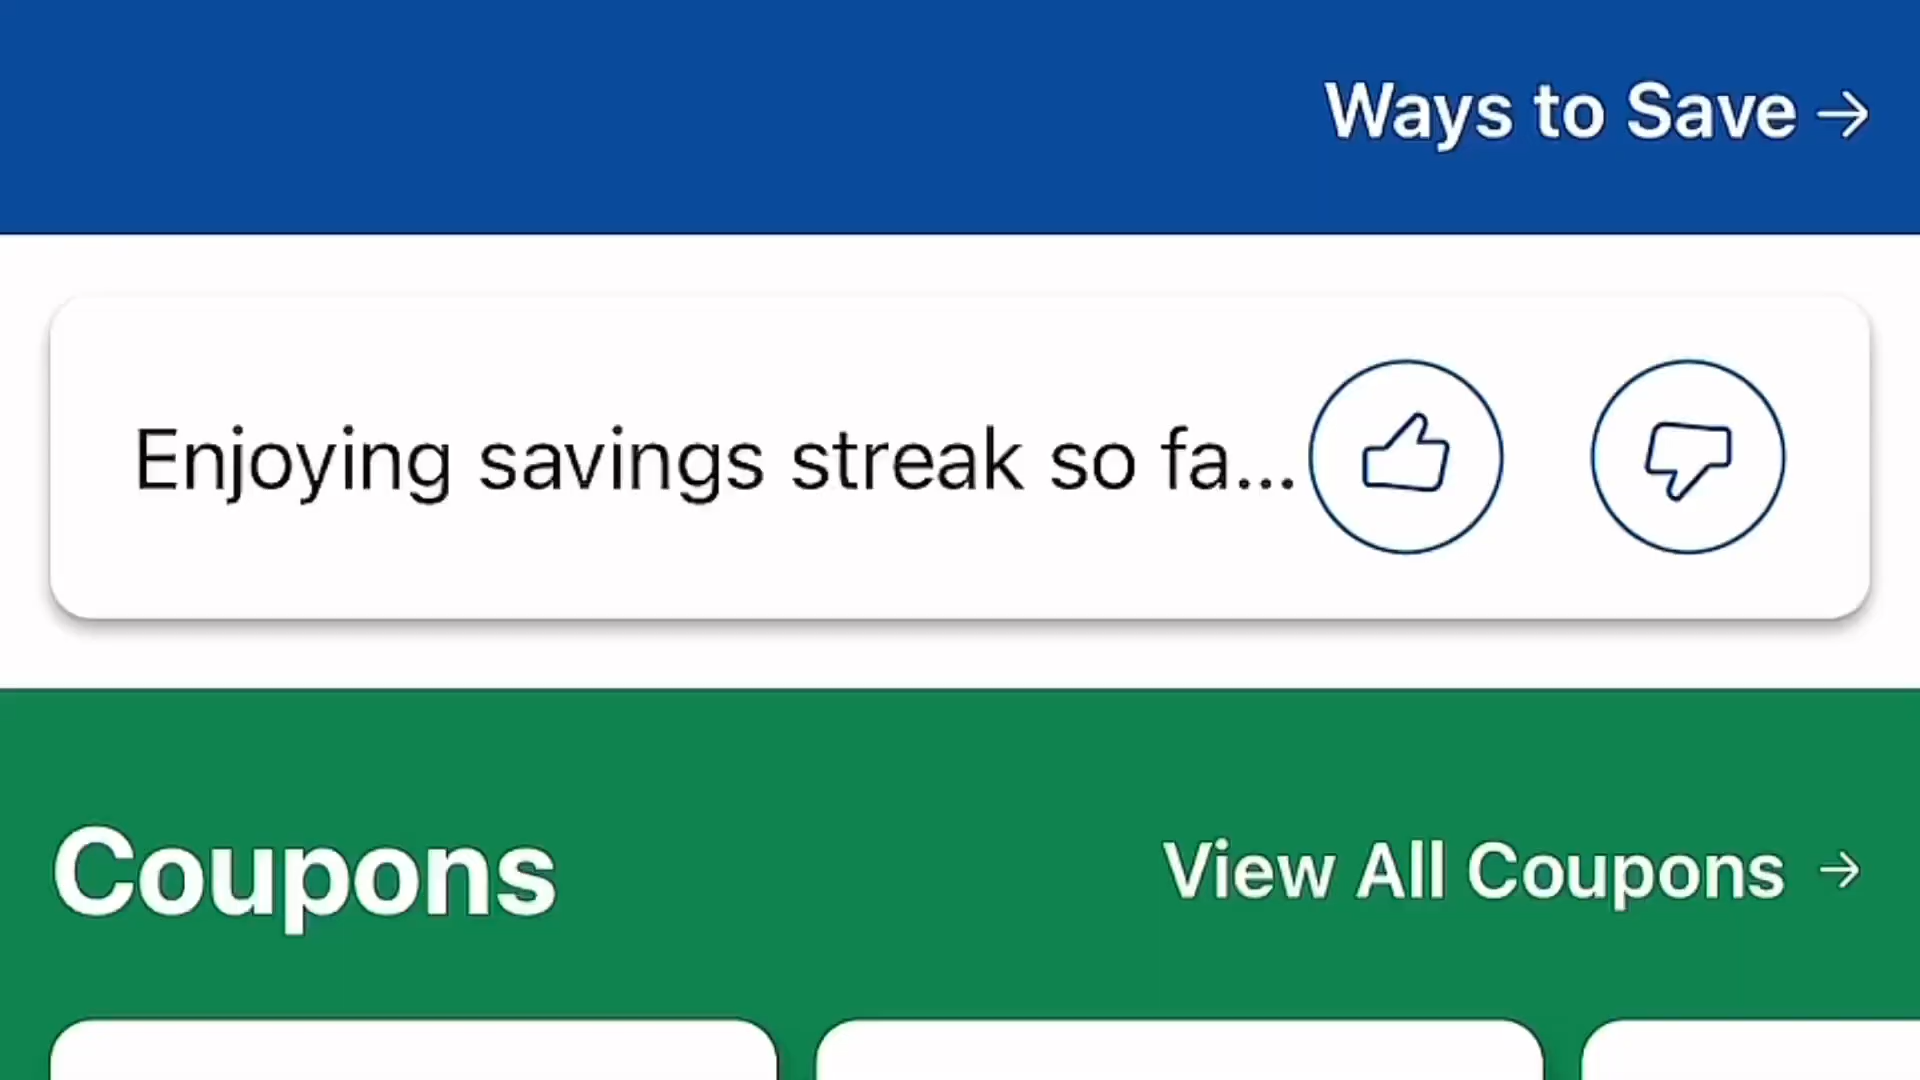 Ways to Save →
Enjoying savings streak so fa...
Coupons
View All Coupons →